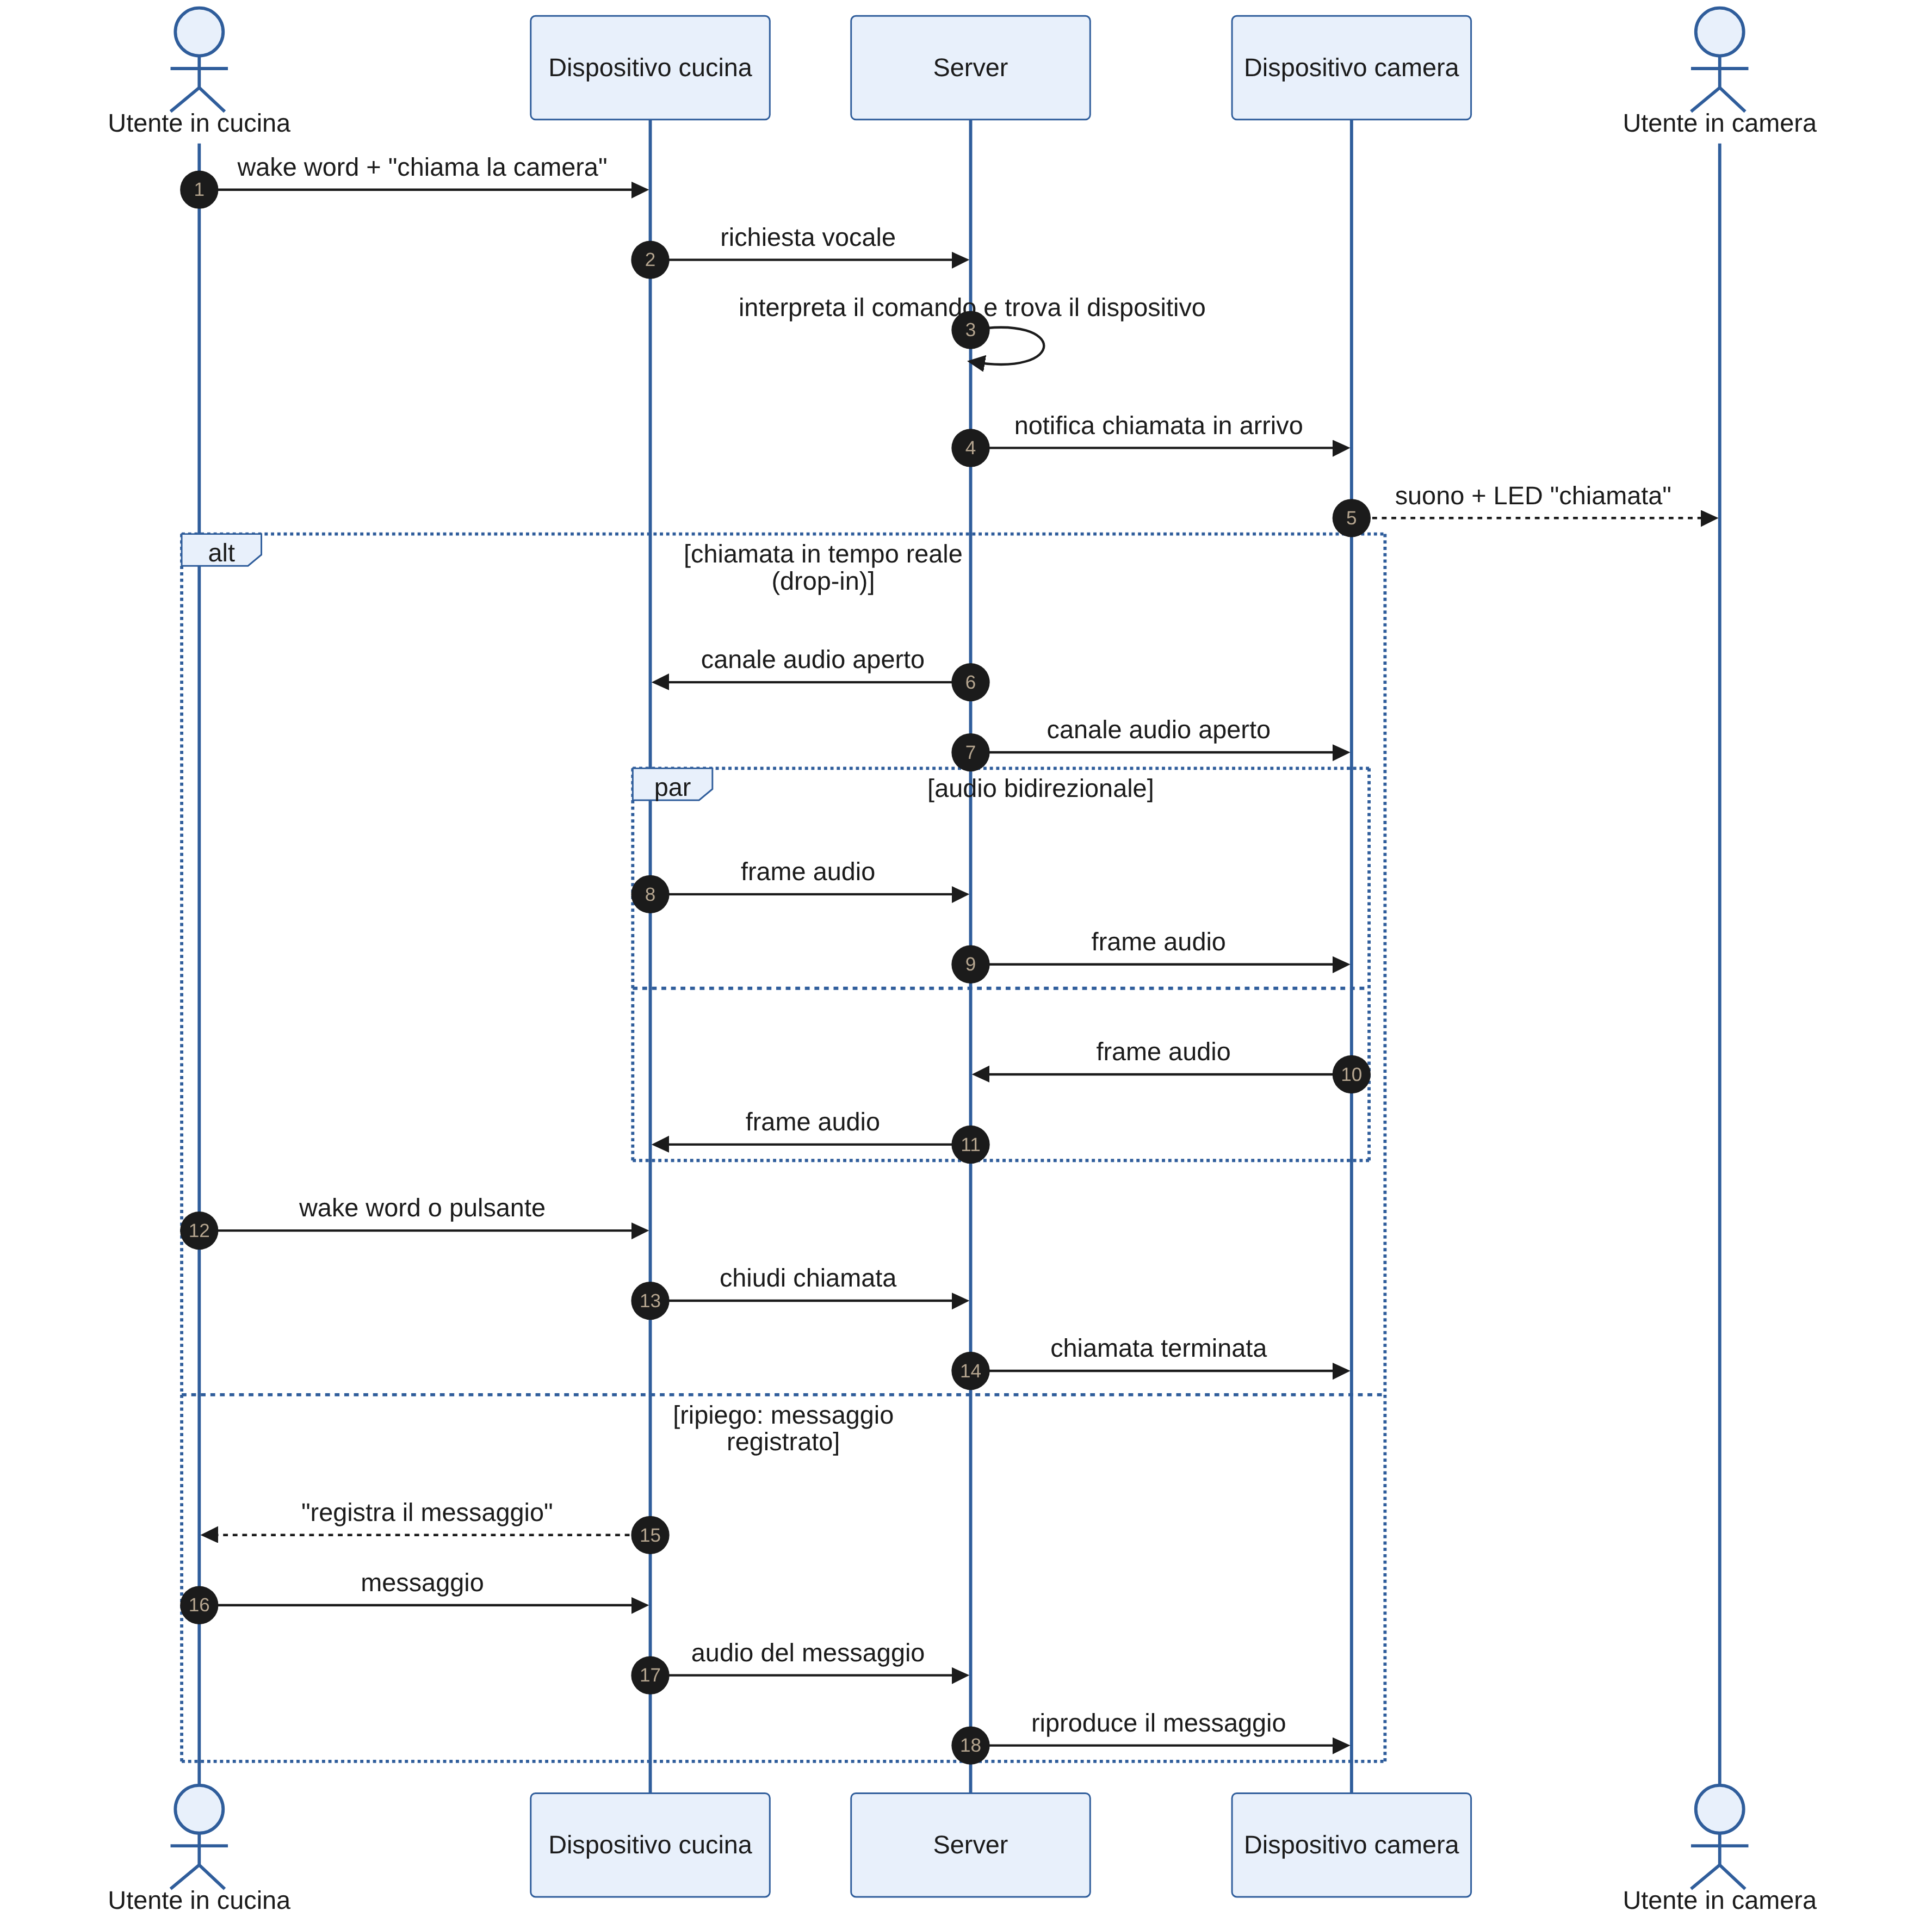 Utente in cucina
Dispositivo cucina
Server
Dispositivo camera
Utente in camera
wake word + "chiama la camera"
1
richiesta vocale
2
interpreta il comando e trova il dispositivo
3
notifica chiamata in arrivo
4
suono + LED "chiamata"
5
alt
[chiamata in tempo reale
(drop-in)]
canale audio aperto
6
canale audio aperto
7
par
[audio bidirezionale]
frame audio
8
frame audio
9
frame audio
10
frame audio
11
wake word o pulsante
12
chiudi chiamata
13
chiamata terminata
14
[ripiego: messaggio
registrato]
"registra il messaggio"
15
messaggio
16
audio del messaggio
17
riproduce il messaggio
18
Utente in cucina
Dispositivo cucina
Server
Dispositivo camera
Utente in camera